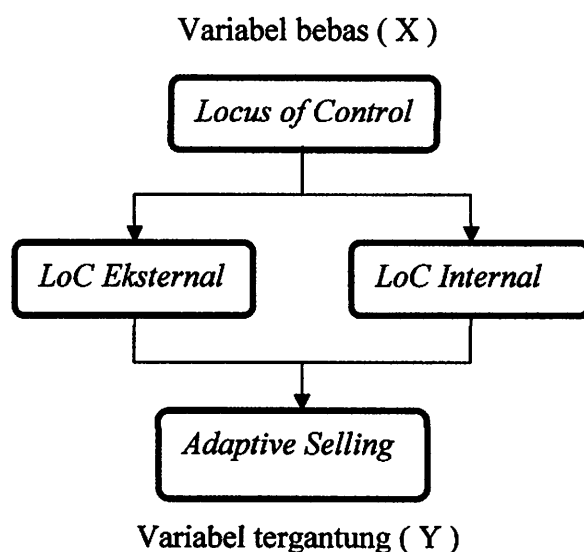 Variabel bebas ( X )
Locus of Control
LoC Eksternal
LoC Internal
Adaptive Selling
Variabel tergantung ( Y )